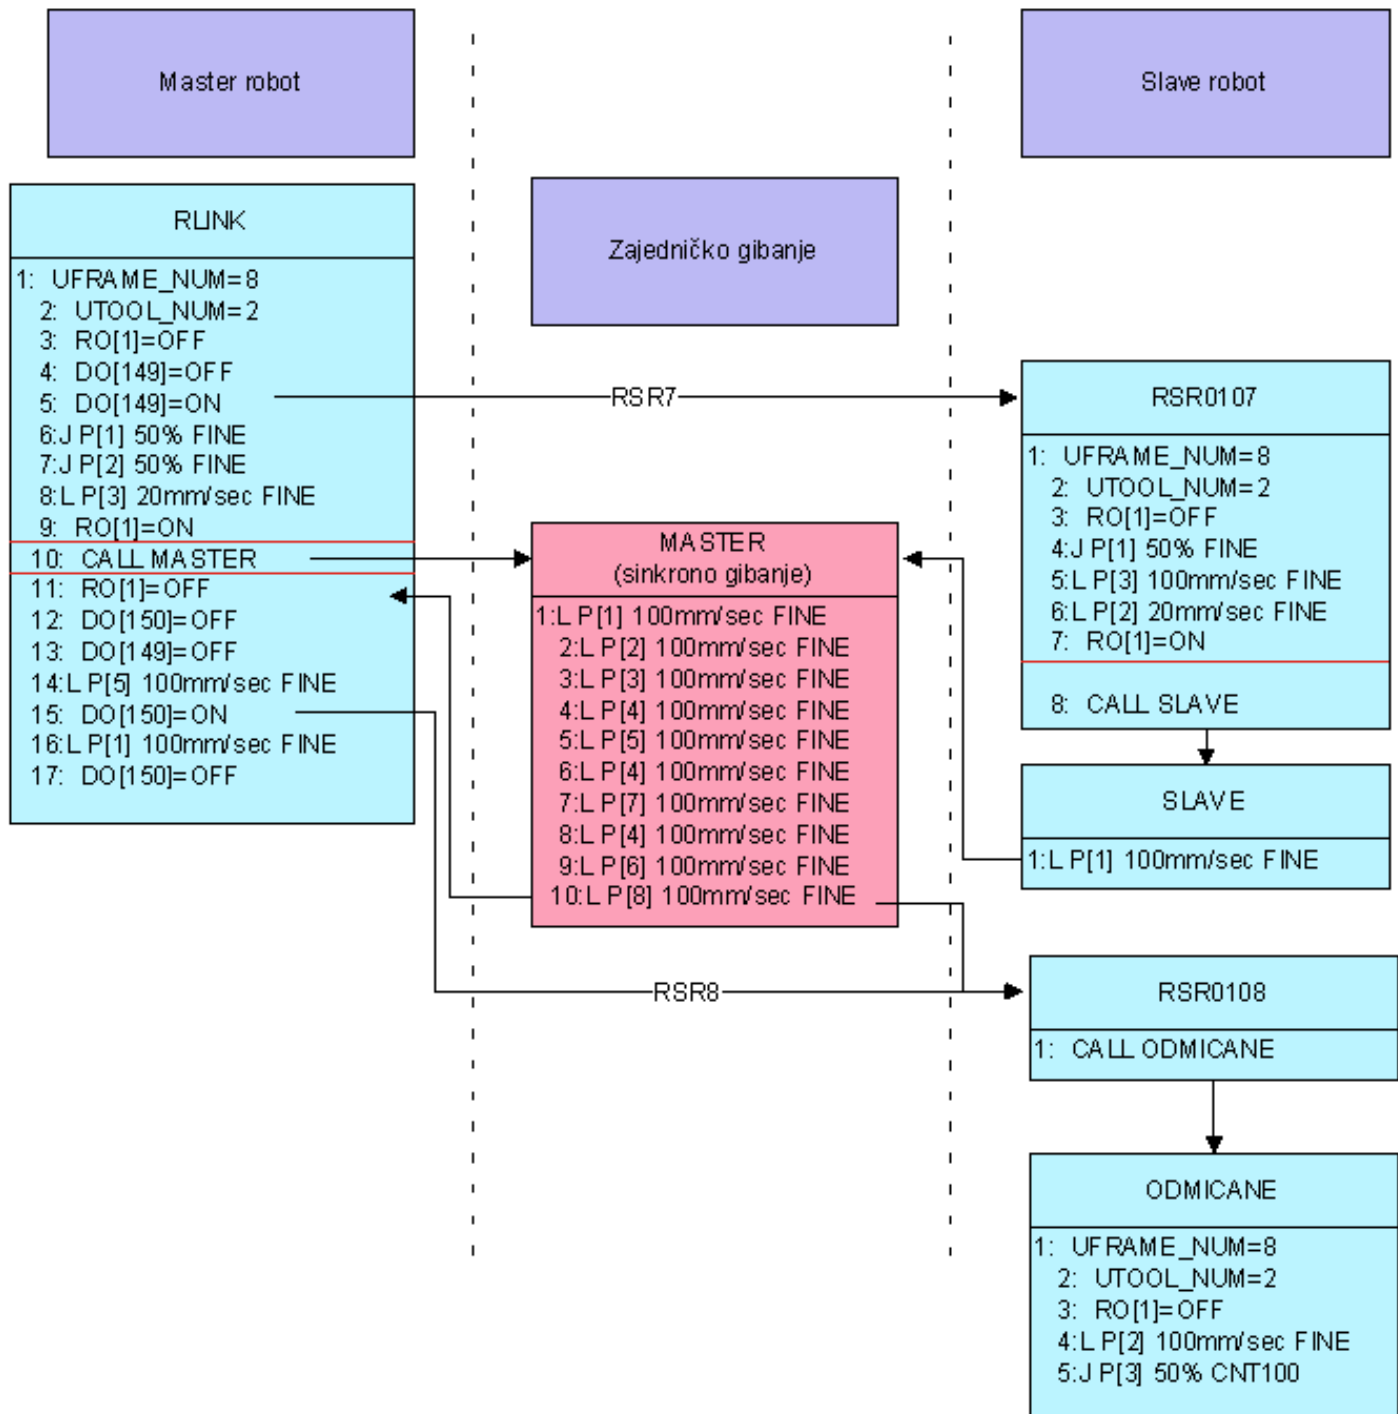 Master robot
Slave robot
Zajedničko gibanje
RLINK
1: UFRAME_NUM=8
2: UTOOL_NUM=2
3: RO[1]=OFF
4: DO[149]=OFF
5: DO[149]=ON
6:J P[1] 50% FINE
7:J P[2] 50% FINE
8:L P[3] 20mm/sec FINE
9: RO[1]=ON
10: CALL MASTER
11: RO[1]=OFF
12: DO[150]=OFF
13: DO[149]=OFF
14:L P[5] 100mm/sec FINE
15: DO[150]=ON
16:L P[1] 100mm/sec FINE
17: DO[150]=OFF
RSR7
MASTER
(sinkrono gibanje)
1:L P[1] 100mm/sec FINE
2:L P[2] 100mm/sec FINE
3:L P[3] 100mm/sec FINE
4:L P[4] 100mm/sec FINE
5:L P[5] 100mm/sec FINE
6:L P[4] 100mm/sec FINE
7:L P[7] 100mm/sec FINE
8:L P[4] 100mm/sec FINE
9:L P[6] 100mm/sec FINE
10:L P[8] 100mm/sec FINE
RSR8
RSR0107
1: UFRAME_NUM=8
2: UTOOL_NUM=2
3: RO[1]=OFF
4:J P[1] 50% FINE
5:L P[3] 100mm/sec FINE
6:L P[2] 20mm/sec FINE
7: RO[1]=ON
8: CALL SLAVE
SLAVE
1:L P[1] 100mm/sec FINE
RSR0108
1: CALL ODMICANE
ODMICANE
1: UFRAME_NUM=8
2: UTOOL_NUM=2
3: RO[1]=OFF
4:L P[2] 100mm/sec FINE
5:J P[3] 50% CNT100